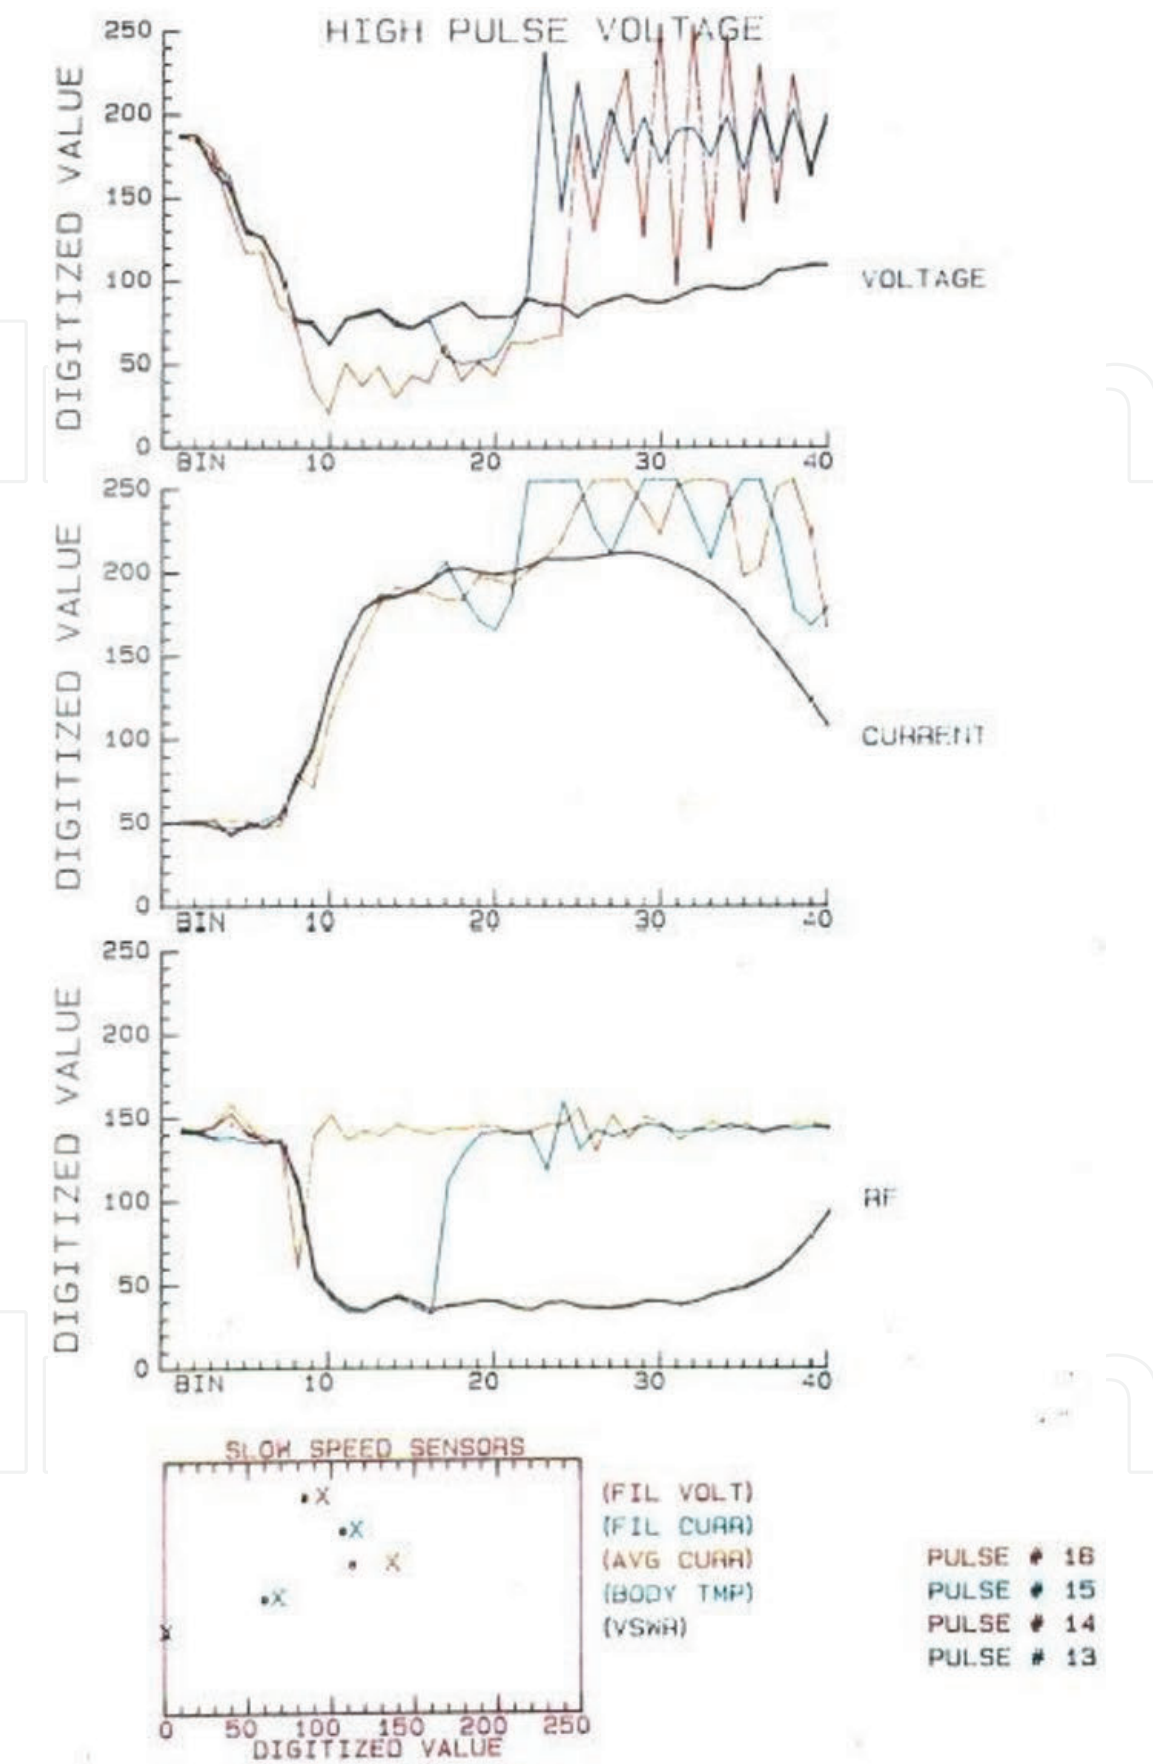 HIGH PULSE VOLTAGE
DIGITIZED VALUE
250
200
150
100
50
0
BIN 10 20 30 40
VOLTAGE
DIGITIZED VALUE
250
200
150
100
50
0
BIN 10 20 30 40
CURRENT
DIGITIZED VALUE
250
200
150
100
50
0
BIN 10 20 30 40
RF
SLOW SPEED SENSORS
(FIL VOLT)
(FIL CURR)
(AVG CURR)
(BODY TMP)
(VSWR)
0 50 100 150 200 250
DIGITIZED VALUE
PULSE # 16
PULSE # 15
PULSE # 14
PULSE # 13